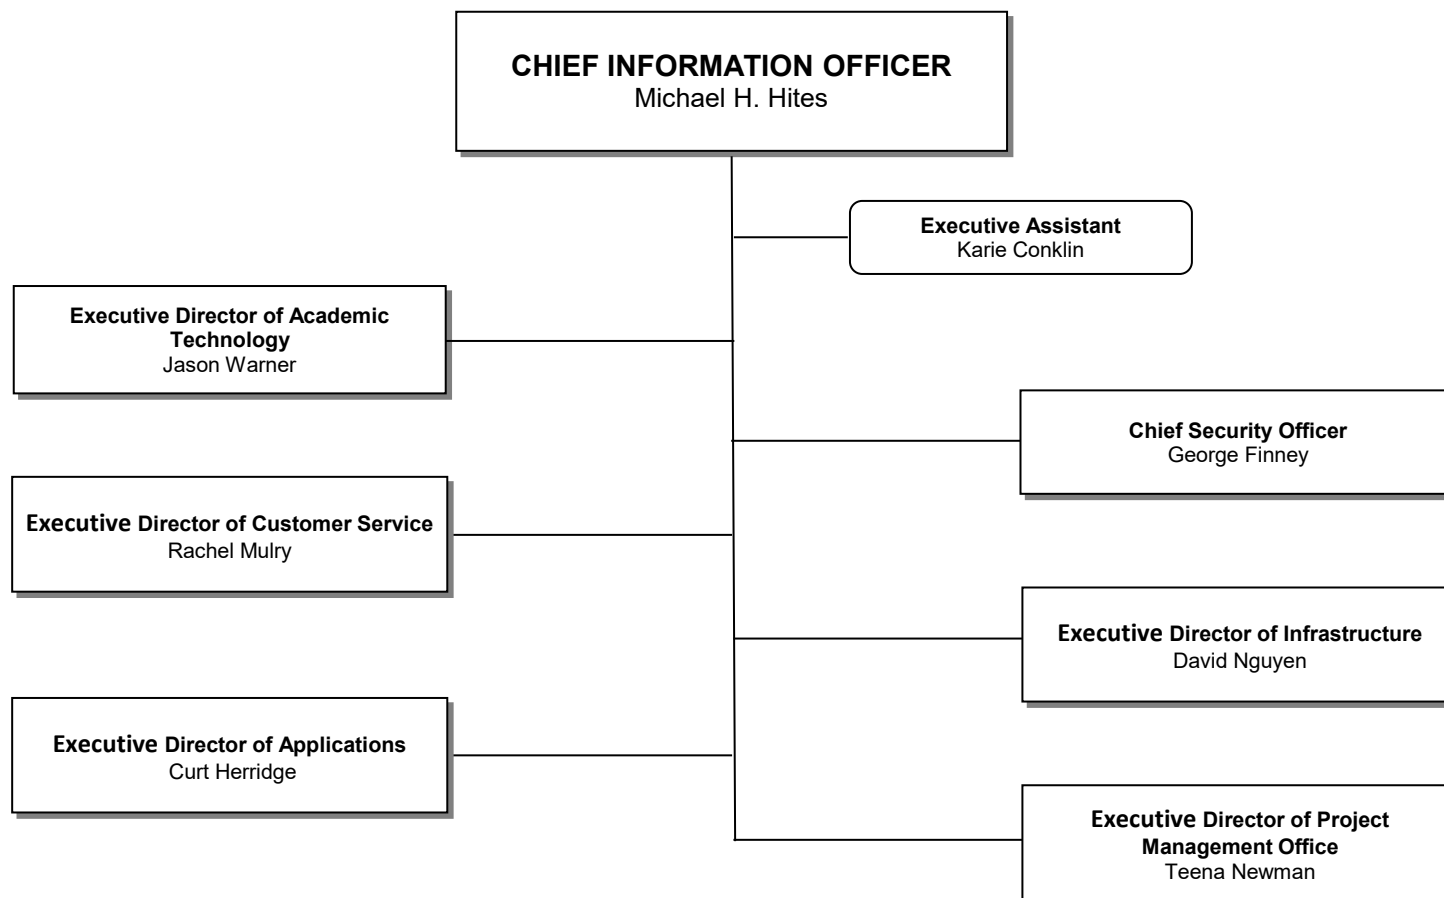 CHIEF INFORMATION OFFICER
Michael H. Hites
Executive Assistant
Karie Conklin
Executive Director of Academic
Technology
Jason Warner
Chief Security Officer
George Finney
Executive Director of Customer Service
Rachel Mulry
Executive Director of Infrastructure
David Nguyen
Executive Director of Applications
Curt Herridge
Executive Director of Project
Management Office
Teena Newman